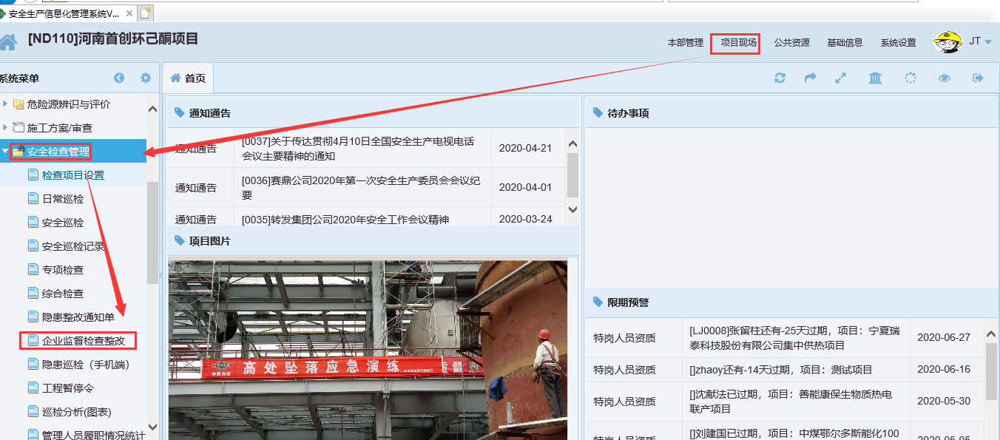 安全生产信息化管理系统V...
[ND110]河南首创环己酮项目
本部管理 项目现场 公共资源 基础信息 系统设置 JT
系统菜单
首页
危险源辨识与评价
施工方案/审查
安全检查管理
检查项目设置
日常巡检
安全巡检
安全巡检记录
专项检查
综合检查
隐患整改通知单
企业监督检查整改
隐患巡检（手机端）
工程暂停令
巡检分析(图表)
管理人员履职情况统计
通知通告
通知通告
[0037]关于传达贯彻4月10日全国安全生产电视电话
会议主要精神的通知
2020-04-21
通知通告
[0036]赛鼎公司2020年第一次安全生产委员会会议纪
要
2020-04-01
通知通告
[0035]转发集团公司2020年安全工作会议精神
2020-03-24
项目图片
高处坠落应急演练
待办事项
限期预警
特岗人员资质
[LJ0008]张留柱还有-25天过期，项目：宁夏瑞
泰科技股份有限公司集中供热项目
2020-06-27
特岗人员资质
[]zhaoy还有-14天过期，项目：测试项目
2020-06-16
特岗人员资质
[]沈献法已过期，项目：善能康保生物质热电
联产项目
2020-05-30
特岗人员资质
[]刘建国已过期，项目：中煤鄂尔多斯能化100
2020-05-05